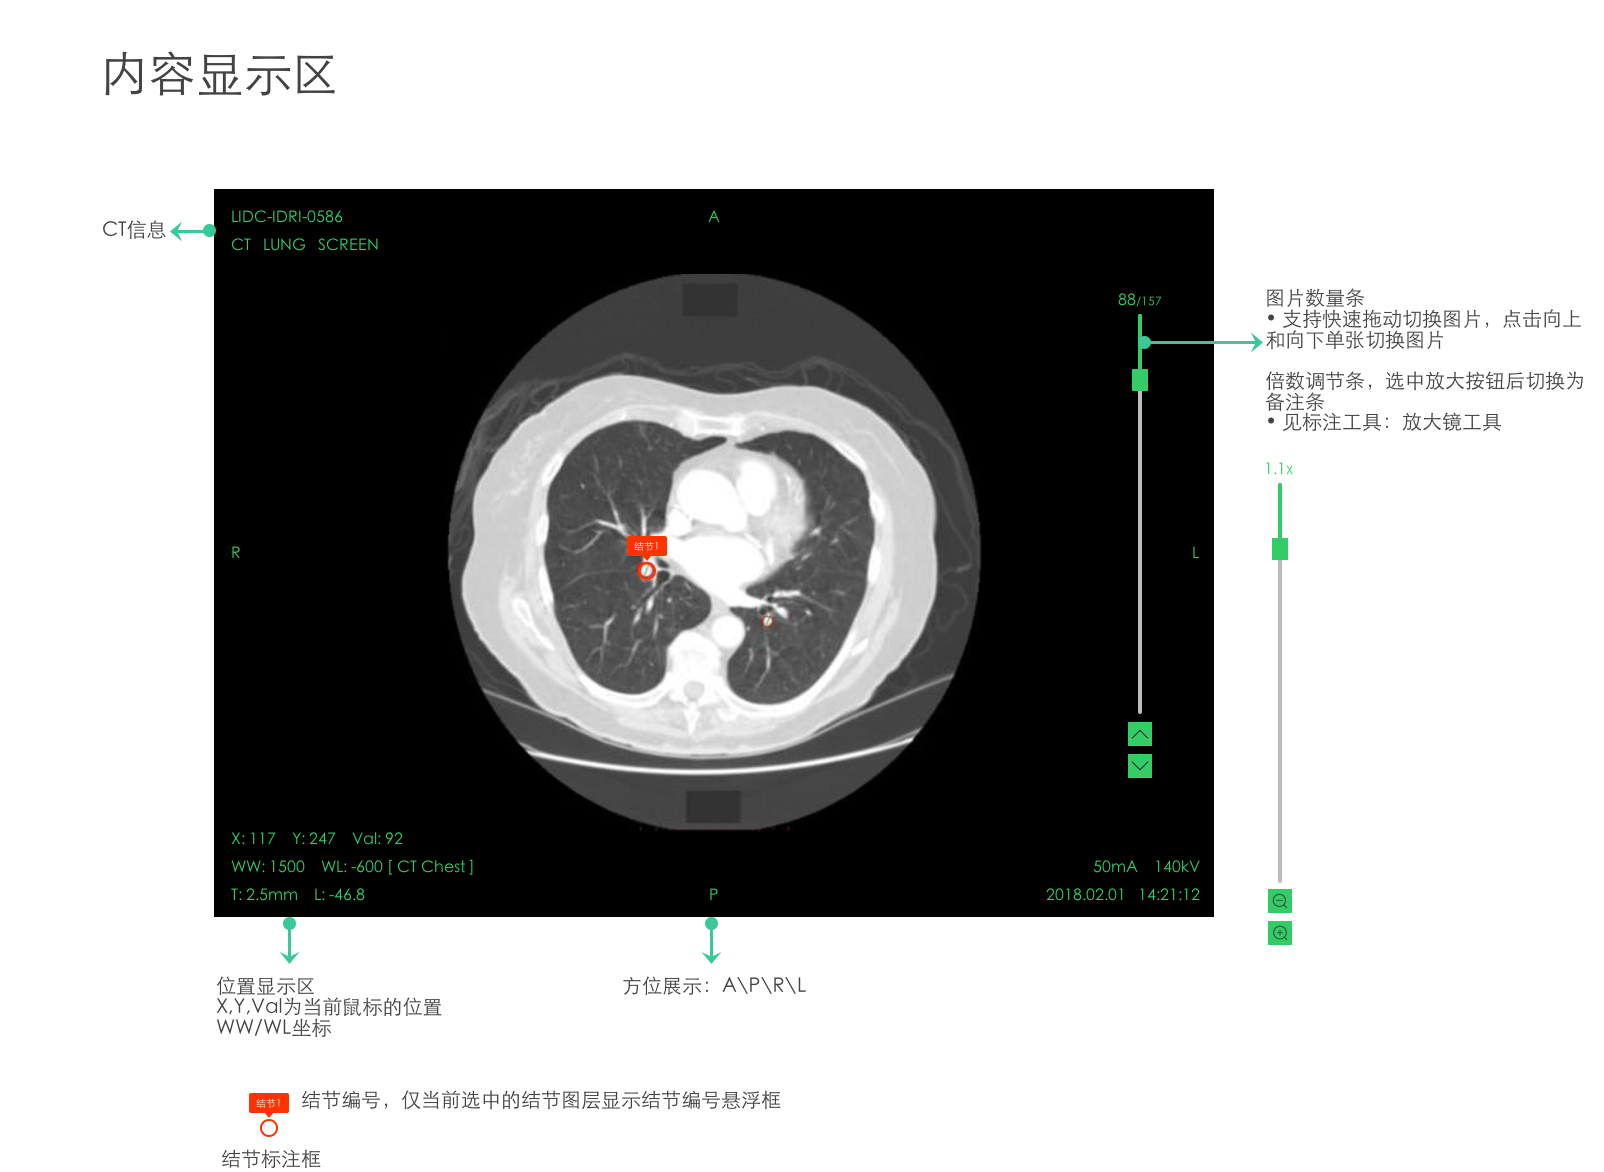 内容显示区
CT信息
LIDC-IDRI-0586
CT LUNG SCREEN
A
88/157
图片数量条
• 支持快速拖动切换图片，点击向上
和向下单张切换图片
倍数调节条，选中放大按钮后切换为
备注条
• 见标注工具：放大镜工具
1.1x
R
结节1
L
X: 117 Y: 247 Val: 92
WW: 1500 WL: -600 [ CT Chest ]
T: 2.5mm L: -46.8
P
50mA 140kV
2018.02.01 14:21:12
位置显示区
X,Y,Val为当前鼠标的位置
WW/WL坐标
方位展示：A\P\R\L
结节1
结节编号，仅当前选中的结节图层显示结节编号悬浮框
结节标注框